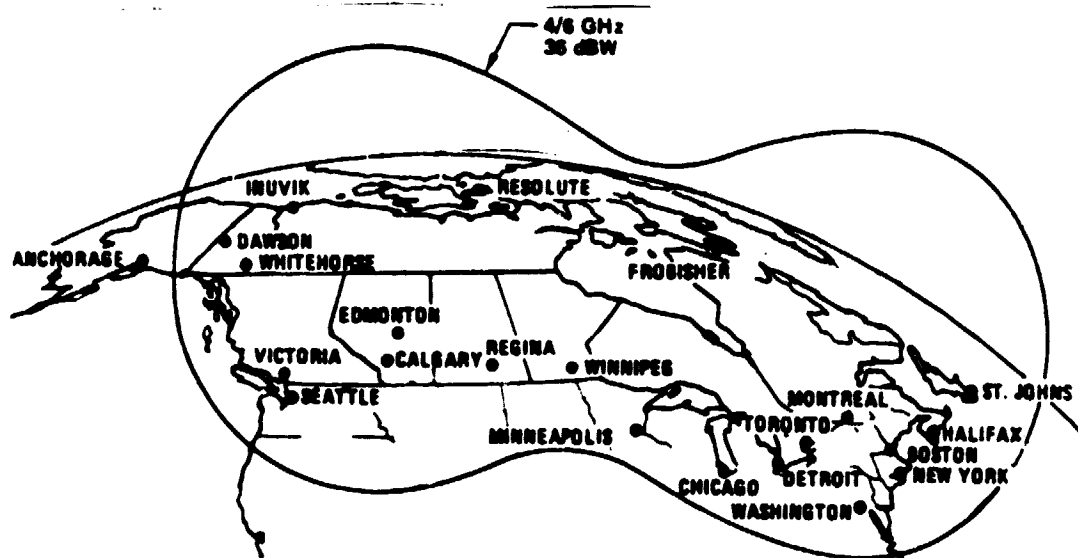 4/6 GHz
36 dBW
INUVIK
RESOLUTE
DAWSON
ANCHORAGE
WHITEHORSE
FROBISHER
EDMONTON
VICTORIA
CALGARY
REGINA
WINNIPEG
SEATTLE
MONTREAL
ST. JOHNS
MINNEAPOLIS
TORONTO
HALIFAX
BOSTON
CHICAGO
DETROIT
NEW YORK
WASHINGTON